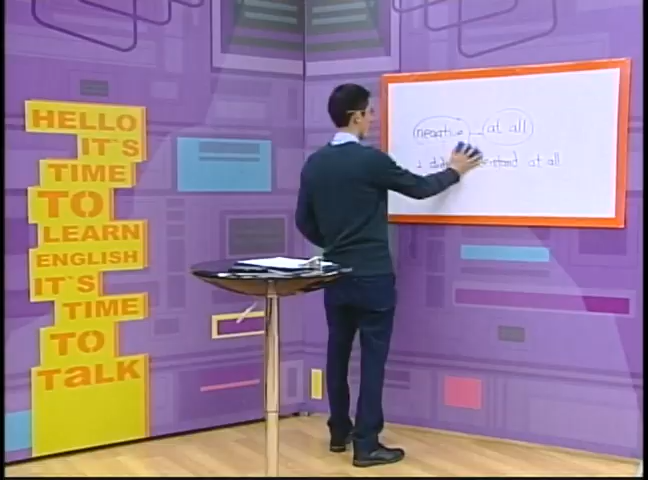 HELLO
IT'S
TIME
TO
LEARN
ENGLISH
IT'S
TIME
TO
TALK
negative at all
I at all